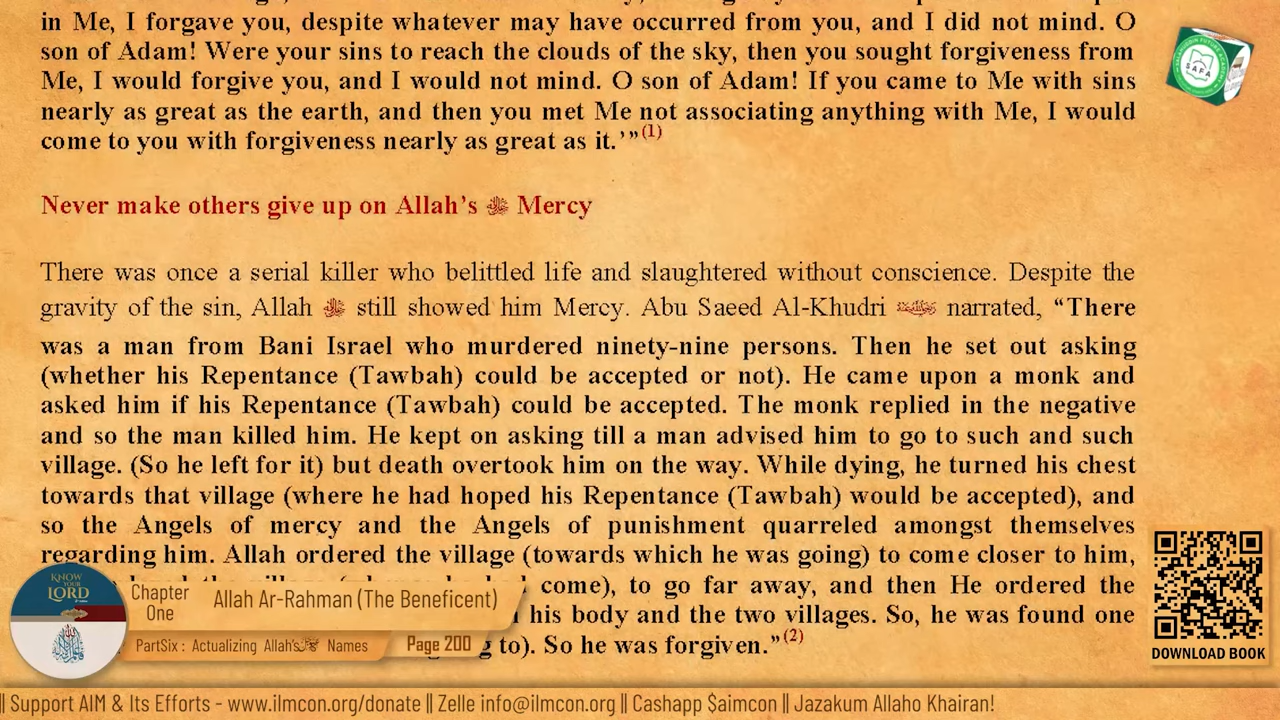 in Me, I forgave you, despite whatever may have occurred from you, and I did not mind. O
son of Adam! Were your sins to reach the clouds of the sky, then you sought forgiveness from
Me, I would forgive you, and I would not mind. O son of Adam! If you came to Me with sins
nearly as great as the earth, and then you met Me not associating anything with Me, I would
come to you with forgiveness nearly as great as it.’”(1)
Never make others give up on Allah’s ﷻ Mercy
There was once a serial killer who belittled life and slaughtered without conscience. Despite the
gravity of the sin, Allah ﷻ still showed him Mercy. Abu Saeed Al-Khudri narrated, “There
was a man from Bani Israel who murdered ninety-nine persons. Then he set out asking
(whether his Repentance (Tawbah) could be accepted or not). He came upon a monk and
asked him if his Repentance (Tawbah) could be accepted. The monk replied in the negative
and so the man killed him. He kept on asking till a man advised him to go to such and such
village. (So he left for it) but death overtook him on the way. While dying, he turned his chest
towards that village (where he had hoped his Repentance (Tawbah) would be accepted), and
so the Angels of mercy and the Angels of punishment quarreled amongst themselves
regarding him. Allah ordered the village (towards which he was going) to come closer to him,
come), to go far away, and then He ordered the
his body and the two villages. So, he was found one
to). So he was forgiven.”(2)
KNOW
YOUR
LORD
Chapter
One
Allah Ar-Rahman (The Beneficent)
PartSix : Actualizing Allah's ﷻ Names
Page 200
SAFA
DOWNLOAD BOOK
|| Support AIM & Its Efforts - www.ilmcon.org/donate || Zelle info@ilmcon.org || Cashapp $aimcon || Jazakum Allaho Khairan!